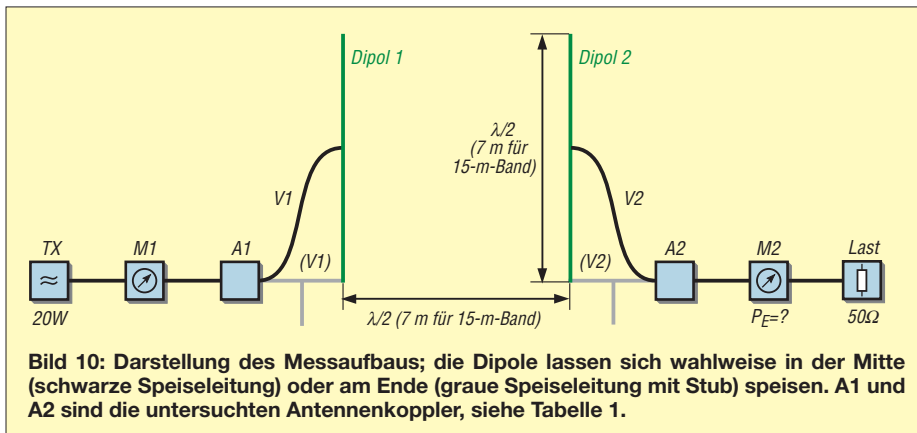 Dipol 1
Dipol 2
λ/2
(7 m für
15-m-Band)
V1
V2
TX
M1
A1
(V1)
(V2)
A2
M2
Last
20W
λ/2 (7 m für 15-m-Band)
PE=?
50Ω
Bild 10: Darstellung des Messaufbaus; die Dipole lassen sich wahlweise in der Mitte
(schwarze Speiseleitung) oder am Ende (graue Speiseleitung mit Stub) speisen. A1 und
A2 sind die untersuchten Antennenkoppler, siehe Tabelle 1.